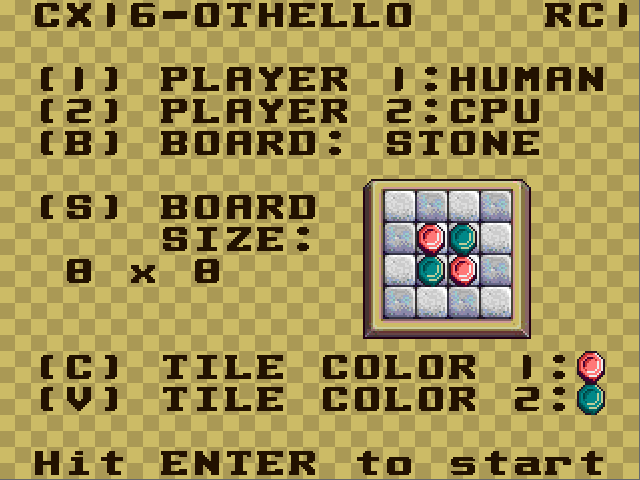 CX16-OTHELLO RC1
(1) PLAYER 1:HUMAN
(2) PLAYER 2:CPU
(B) BOARD: STONE
(S) BOARD
SIZE:
8 x 8
(C) TILE COLOR 1:
(V) TILE COLOR 2:
Hit ENTER to start